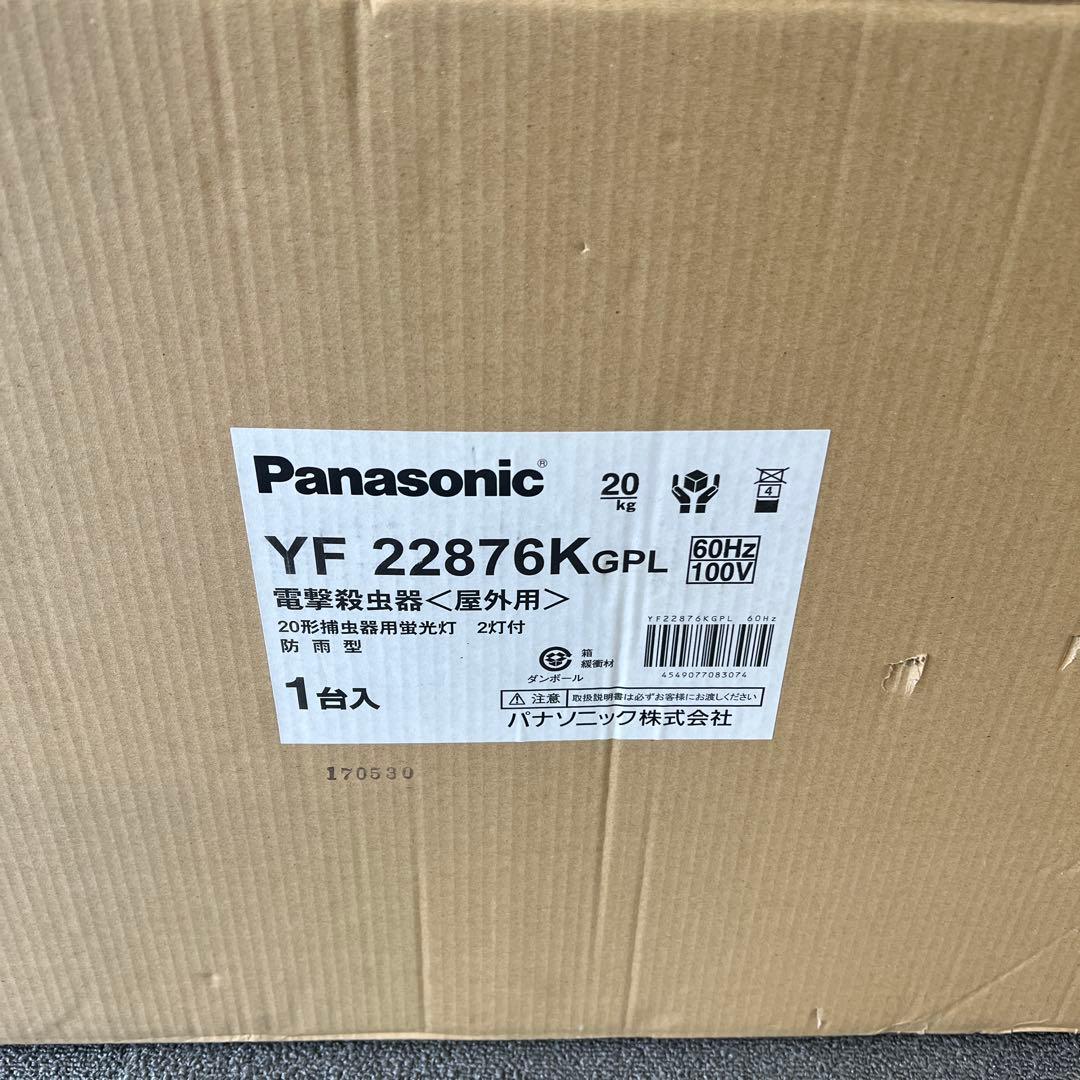 Panasonic®
20
kg
4
YF 22876KGPL
60Hz
100V
電撃殺虫器<屋外用>
20形捕虫器用蛍光灯 2灯付
防雨型
YF22876KGPL 60Hz
4549077083074
箱
緩衝材
ダンボール
1台入
注意 取扱説明書は必ずお客様にお渡しください
パナソニック株式会社
170530